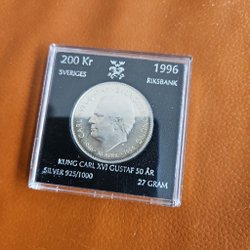 200 Kr 1996
SVERIGES RIKSBANK
KUNG CARL XVI GUSTAF 50 ÅR
SILVER 925/1000 27 GRAM